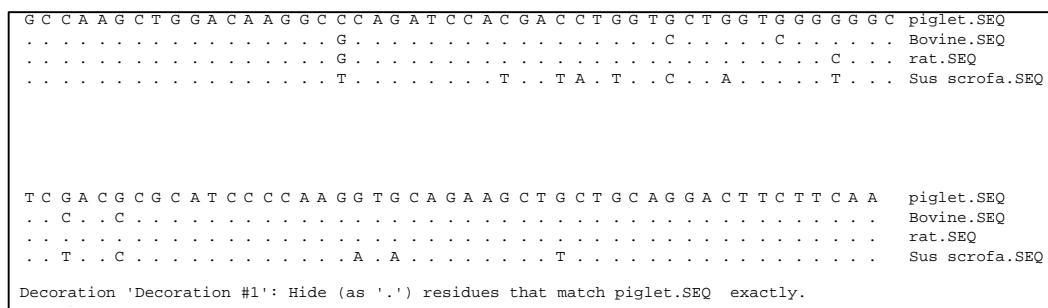 G C C A A G C T G G A C A A G G C C C A G A T C C A C G A C C T G G T G C T G G T G G G G G G C piglet.SEQ
. . . . . . . . . . . . . . . . . G . . . . . . . . . . . . . . . . . C . . . . . C . . . . . . Bovine.SEQ
. . . . . . . . . . . . . . . . . G . . . . . . . . . . . . . . . . . . . . . . . . . . C . . . rat.SEQ
. . . . . . . . . . . . . . . . . T . . . . . . . . T . . T A . T . . C . . A . . . . . T . . . Sus scrofa.SEQ
T C G A C G C G C A T C C C C A A G G T G C A G A A G C T G C T G C A G G A C T T C T T C A A piglet.SEQ
. . C . . C . . . . . . . . . . . . . . . . . . . . . . . . . . . . . . . . . . . . . . . . . Bovine.SEQ
. . . . . . . . . . . . . . . . . . . . . . . . . . . . . . . . . . . . . . . . . . . . . . . rat.SEQ
. . T . . C . . . . . . . . . . . . A . A . . . . . . . . T . . . . . . . . . . . . . . . . . Sus scrofa.SEQ
Decoration 'Decoration #1': Hide (as '.') residues that match piglet.SEQ exactly.